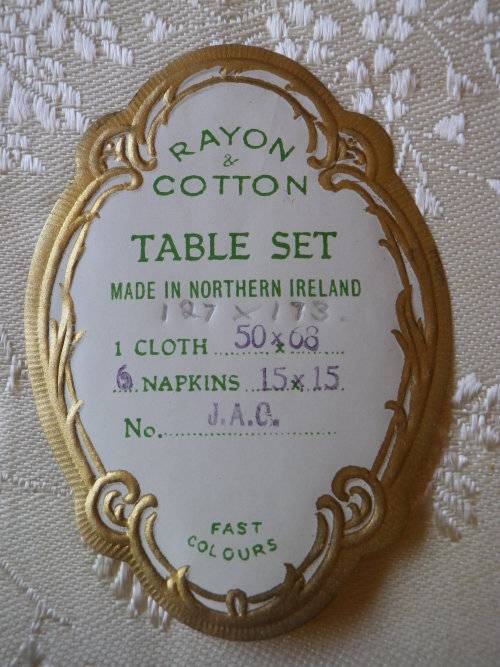 RAYON
&
COTTON
TABLE SET
MADE IN NORTHERN IRELAND
127 x 173
1 CLOTH 50x68
6 NAPKINS 15x15
No. J.A.C.
FAST
COLOURS